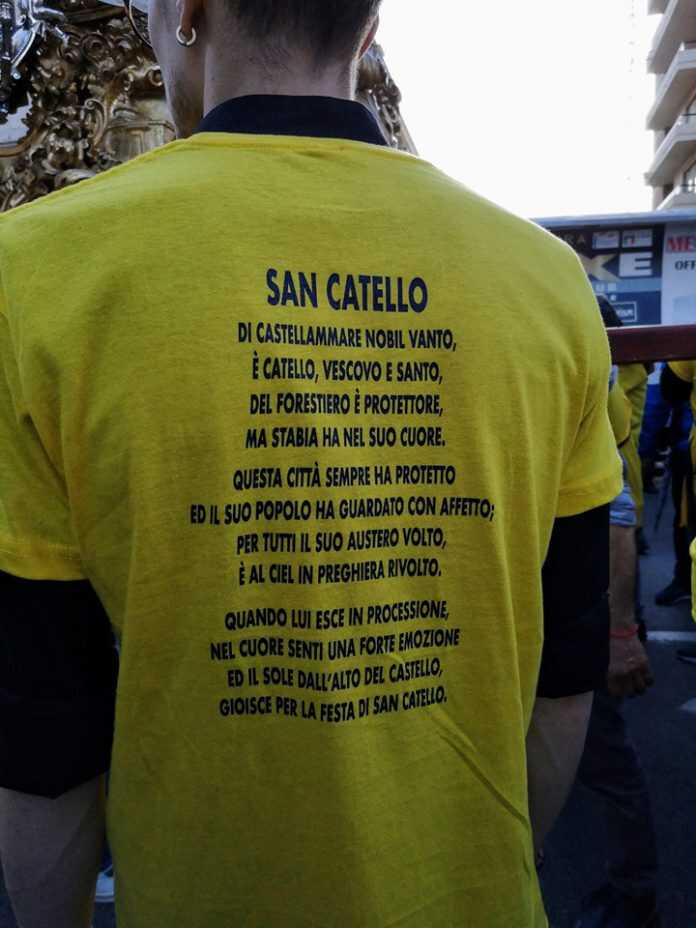 SAN CATELLO
DI CASTELLAMMARE NOBIL VANTO,
È CATELLO, VESCOVO E SANTO,
DEL FORESTIERO È PROTETTORE,
MA STABIA HA NEL SUO CUORE.
QUESTA CITTÀ SEMPRE HA PROTETTO
ED IL SUO POPOLO HA GUARDATO CON AFFETTO;
PER TUTTI IL SUO AUSTERO VOLTO,
È AL CIEL IN PREGHIERA RIVOLTO.
QUANDO LUI ESCE IN PROCESSIONE,
NEL CUORE SENTI UNA FORTE EMOZIONE
ED IL SOLE DALL'ALTO DEL CASTELLO,
GIOISCE PER LA FESTA DI SAN CATELLO.